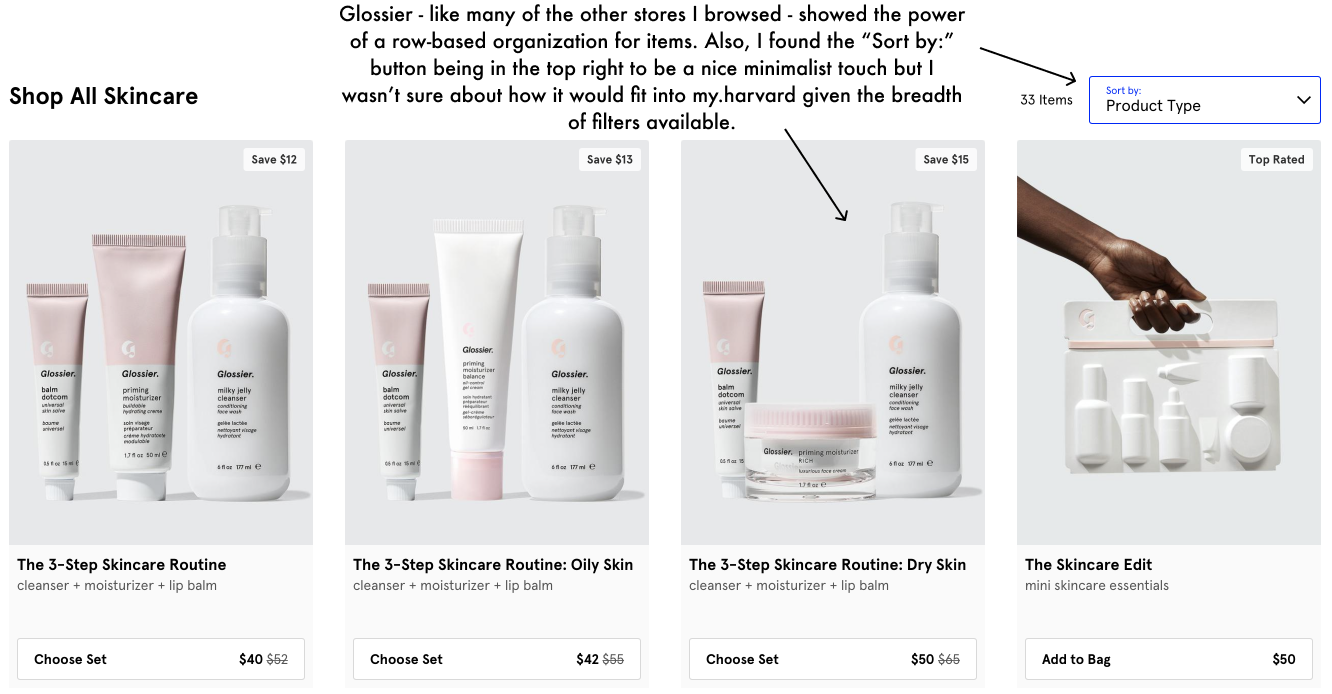 Glossier - like many of the other stores I browsed - showed the power
of a row-based organization for items. Also, I found the “Sort by:”
button being in the top right to be a nice minimalist touch but I
wasn’t sure about how it would fit into my.harvard given the breadth
of filters available.
Shop All Skincare
33 Items
Sort by:
Product Type
Save $12
Glossier.
balm
dotcom
universal
skin salve
baume
universel
0.5 fl oz 15 ml
Glossier.
priming
moisturizer
buildable
hydrating creme
soin visage
préparateur
crème hydratante
modulable
1.7 fl oz 50 ml ℮
Glossier.
milky jelly
cleanser
conditioning
face wash
gelée lactée
nettoyant visage
hydratant
6 fl oz 177 ml ℮
The 3-Step Skincare Routine
cleanser + moisturizer + lip balm
Choose Set
$40 $52
Save $13
Glossier.
balm
dotcom
universal
skin salve
baume
universel
0.5 fl oz 15 ml
Glossier.
priming
moisturizer
balance
oil-control
gel cream
soin hydratant
préparateur
rééquilibrant
gel-crème
séborégulateur
50 ml 1.7 fl oz
Glossier.
milky jelly
cleanser
conditioning
face wash
gelée lactée
nettoyant visage
hydratant
6 fl oz 177 ml ℮
The 3-Step Skincare Routine: Oily Skin
cleanser + moisturizer + lip balm
Choose Set
$42 $55
Save $15
Glossier.
balm
dotcom
universal
skin salve
baume
universel
0.5 fl oz 15
Glossier. priming moisturizer
RICH
luxurious face cream
1.7 fl oz ℮
Glossier.
milky jelly
cleanser
conditioning
face wash
gelée lactée
nettoyant visage
hydratant
6 fl oz 177 ml ℮
The 3-Step Skincare Routine: Dry Skin
cleanser + moisturizer + lip balm
Choose Set
$50 $65
Top Rated
The Skincare Edit
mini skincare essentials
Add to Bag
$50